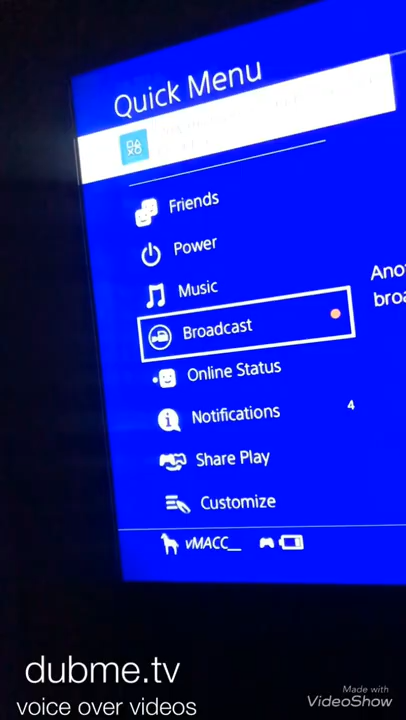 Quick Menu
Friends
Power
Music
Broadcast
Online Status
Notifications 4
Share Play
Customize
vMACC__
dubme.tv
voice over videos
Made with
VideoShow